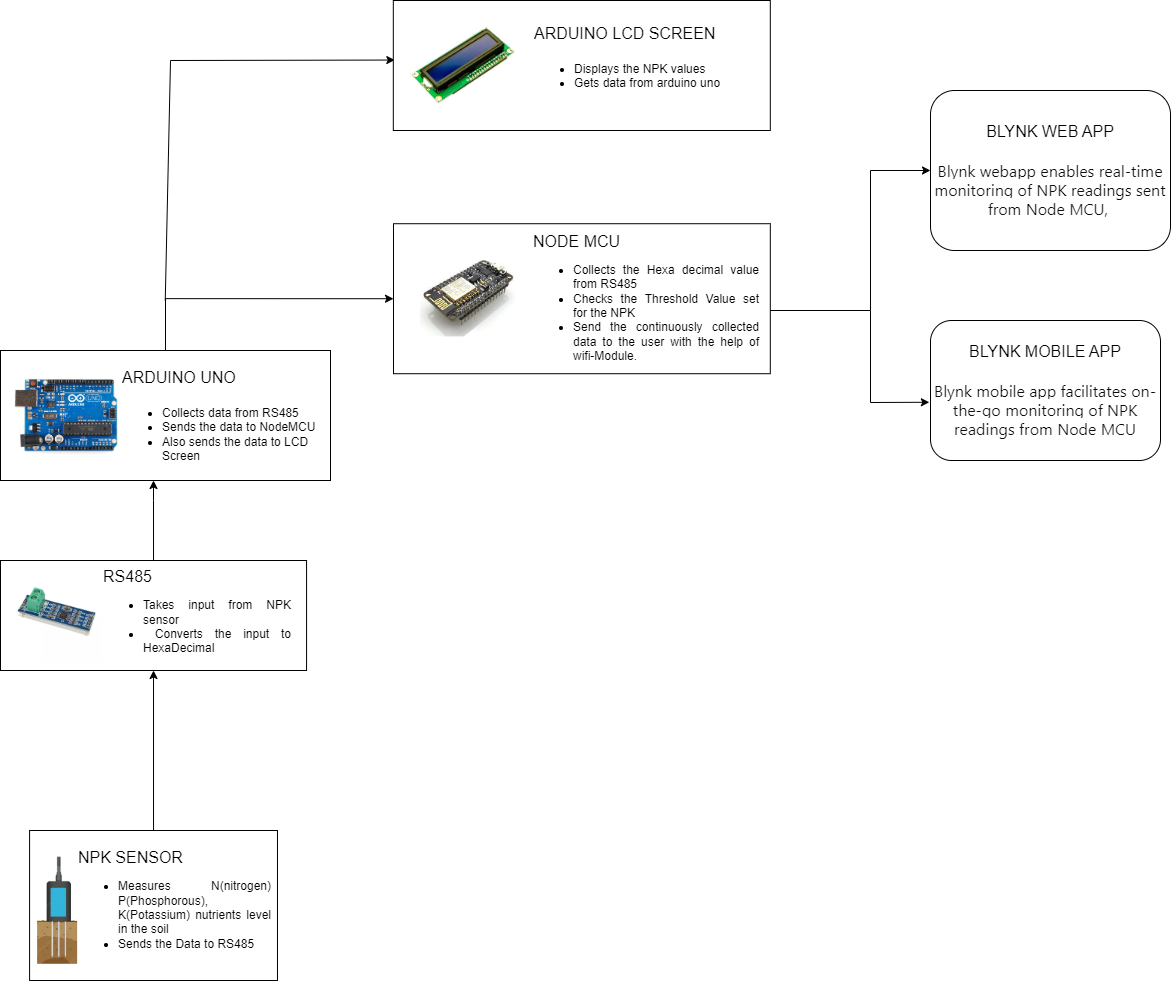 ARDUINO LCD SCREEN
Displays the NPK values
Gets data from arduino uno
BLYNK WEB APP
Blynk webapp enables real-time
monitoring of NPK readings sent
from Node MCU,
NODE MCU
Collects the Hexa decimal value
from RS485
Checks the Threshold Value set
for the NPK
Send the continuously collected
data to the user with the help of
wifi-Module.
BLYNK MOBILE APP
Blynk mobile app facilitates on-
the-go monitoring of NPK
readings from Node MCU
ARDUINO UNO
Collects data from RS485
Sends the data to NodeMCU
Also sends the data to LCD
Screen
RS485
Takes input from NPK
sensor
Converts the input to
HexaDecimal
NPK SENSOR
Measures N(nitrogen)
P(Phosphorous),
K(Potassium) nutrients level
in the soil
Sends the Data to RS485